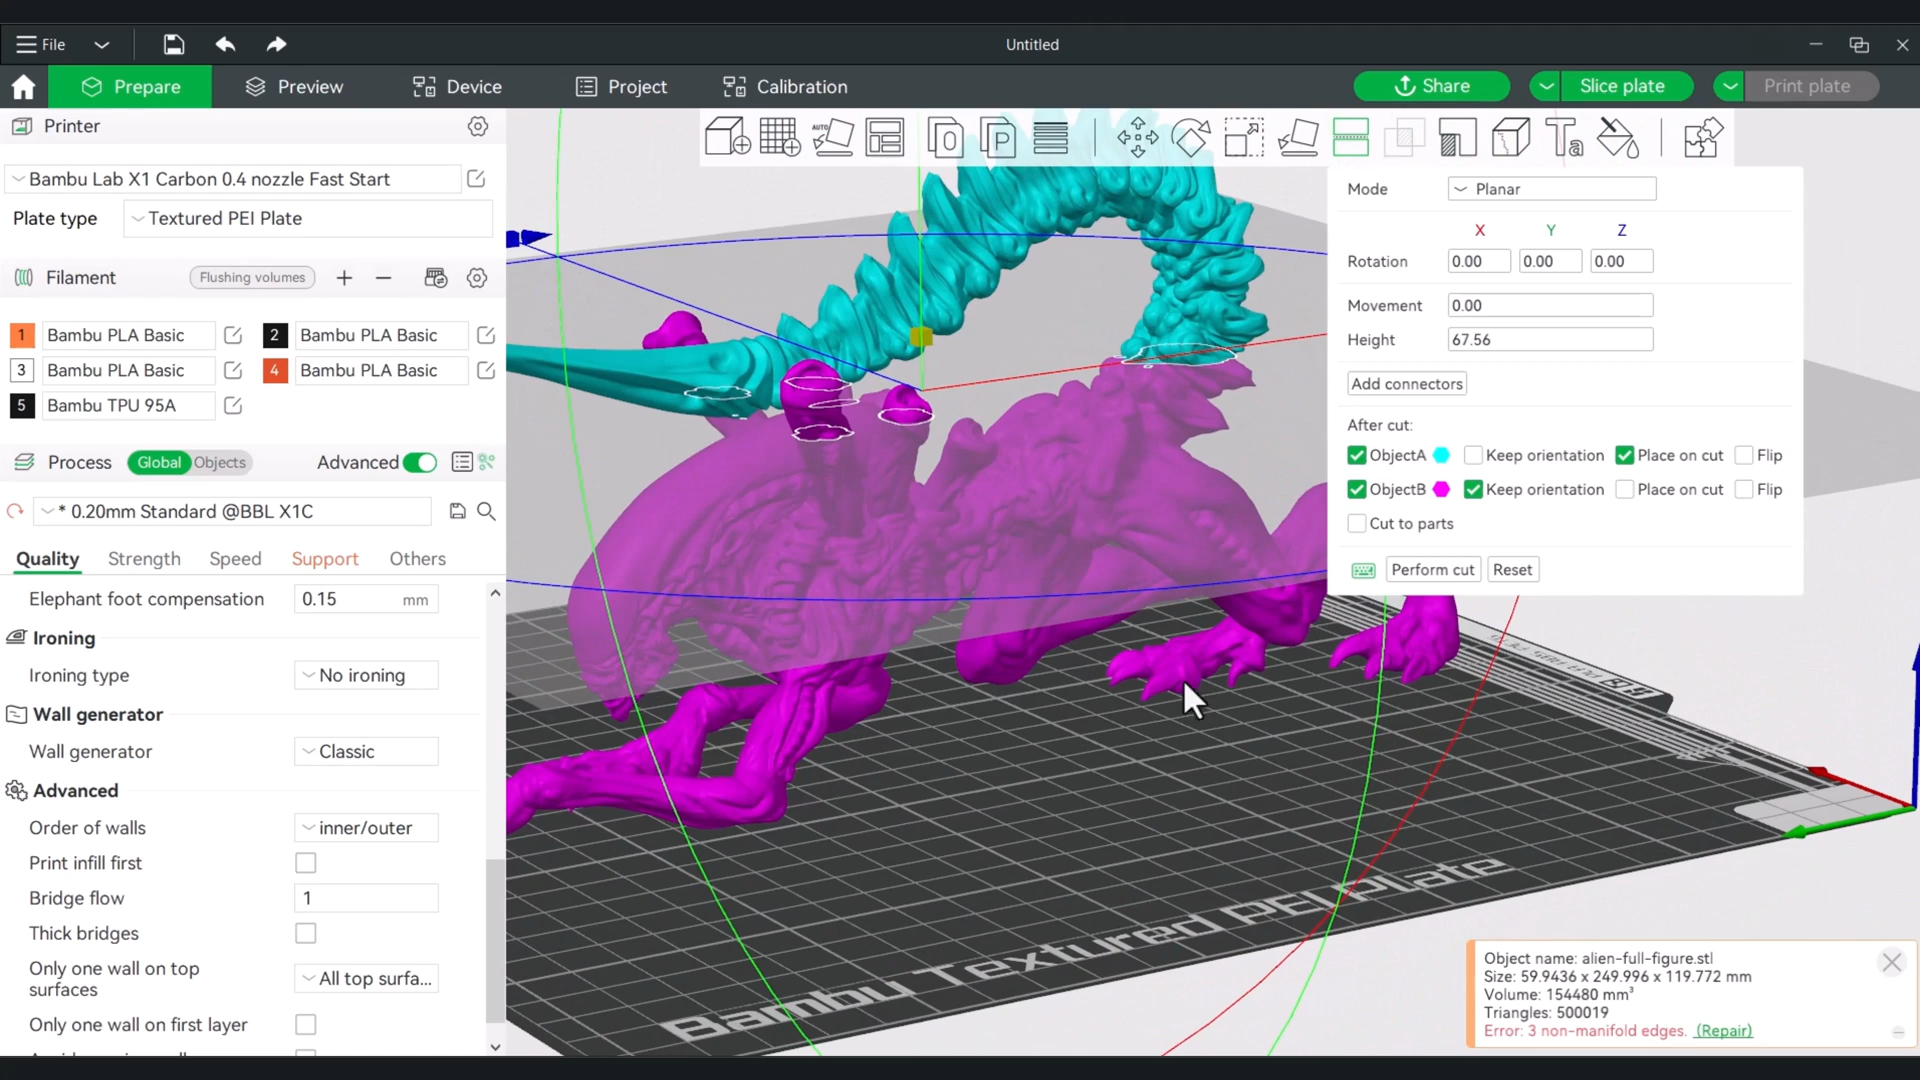 File
Untitled
Prepare
Preview
Device
Project
Calibration
Share
Slice plate
Print plate
Printer
Bambu Lab X1 Carbon 0.4 nozzle Fast Start
Plate type
Textured PEI Plate
Filament
Flushing volumes
1 Bambu PLA Basic
2 Bambu PLA Basic
3 Bambu PLA Basic
4 Bambu PLA Basic
5 Bambu TPU 95A
Process Global Objects Advanced
* 0.20mm Standard @BBL X1C
Quality Strength Speed Support Others
Elephant foot compensation 0.15 mm
Ironing
Ironing type No ironing
Wall generator
Wall generator Classic
Advanced
Order of walls inner/outer
Print infill first
Bridge flow 1
Thick bridges
Only one wall on top
surfaces
All top surfa...
Only one wall on first layer
AUTO
O
P
Ta
Mode Planar
X Y Z
Rotation 0.00 0.00 0.00
Movement 0.00
Height 67.56
Add connectors
After cut:
ObjectA Keep orientation Place on cut Flip
ObjectB Keep orientation Place on cut Flip
Cut to parts
Perform cut Reset
Bambu Textured PEI Plate
Object name: alien-full-figure.stl
Size: 59.9436 x 249.996 x 119.772 mm
Volume: 154480 mm³
Triangles: 500019
Error: 3 non-manifold edges. (Repair)